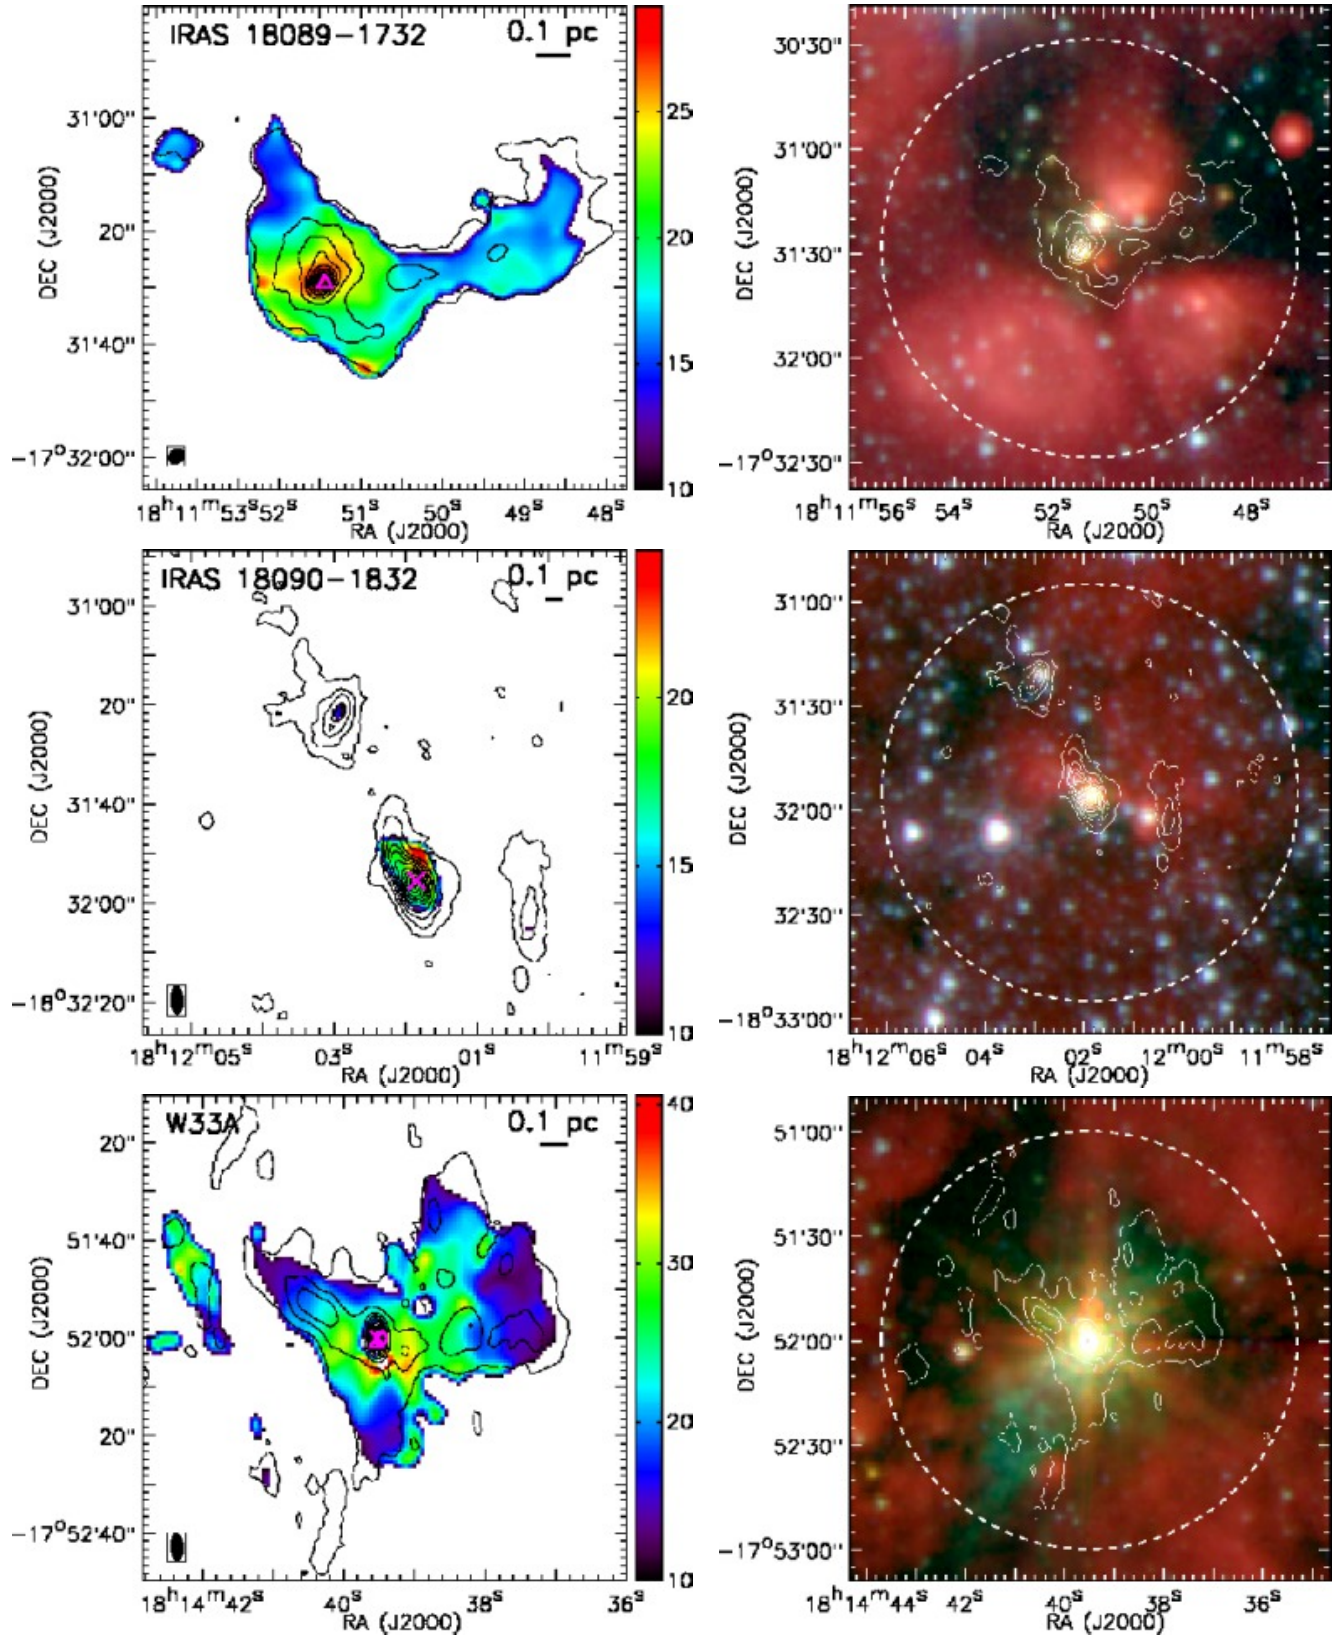 IRAS 18089−1732 0.1 pc
31'00"
20"
31'40"
−17°32'00"
DEC (J2000)
18ʰ11ᵐ53ˢ 52ˢ 51ˢ 50ˢ 49ˢ 48ˢ
RA (J2000)
25
20
15
10
30'30"
31'00"
31'30"
32'00"
−17°32'30"
DEC (J2000)
18ʰ11ᵐ56ˢ 54ˢ 52ˢ 50ˢ 48ˢ
RA (J2000)
IRAS 18090−1832 0.1 pc
31'00"
20"
31'40"
32'00"
−18°32'20"
DEC (J2000)
18ʰ12ᵐ05ˢ 03ˢ 01ˢ 11ᵐ59ˢ
RA (J2000)
20
15
10
31'00"
31'30"
32'00"
32'30"
−18°33'00"
DEC (J2000)
18ʰ12ᵐ06ˢ 04ˢ 02ˢ 12ᵐ00ˢ 11ᵐ58ˢ
RA (J2000)
W33A 0.1 pc
20"
51'40"
52'00"
20"
−17°52'40"
DEC (J2000)
18ʰ14ᵐ42ˢ 40ˢ 38ˢ 36ˢ
RA (J2000)
40
30
20
10
51'00"
51'30"
52'00"
52'30"
−17°53'00"
DEC (J2000)
18ʰ14ᵐ44ˢ 42ˢ 40ˢ 38ˢ 36ˢ
RA (J2000)